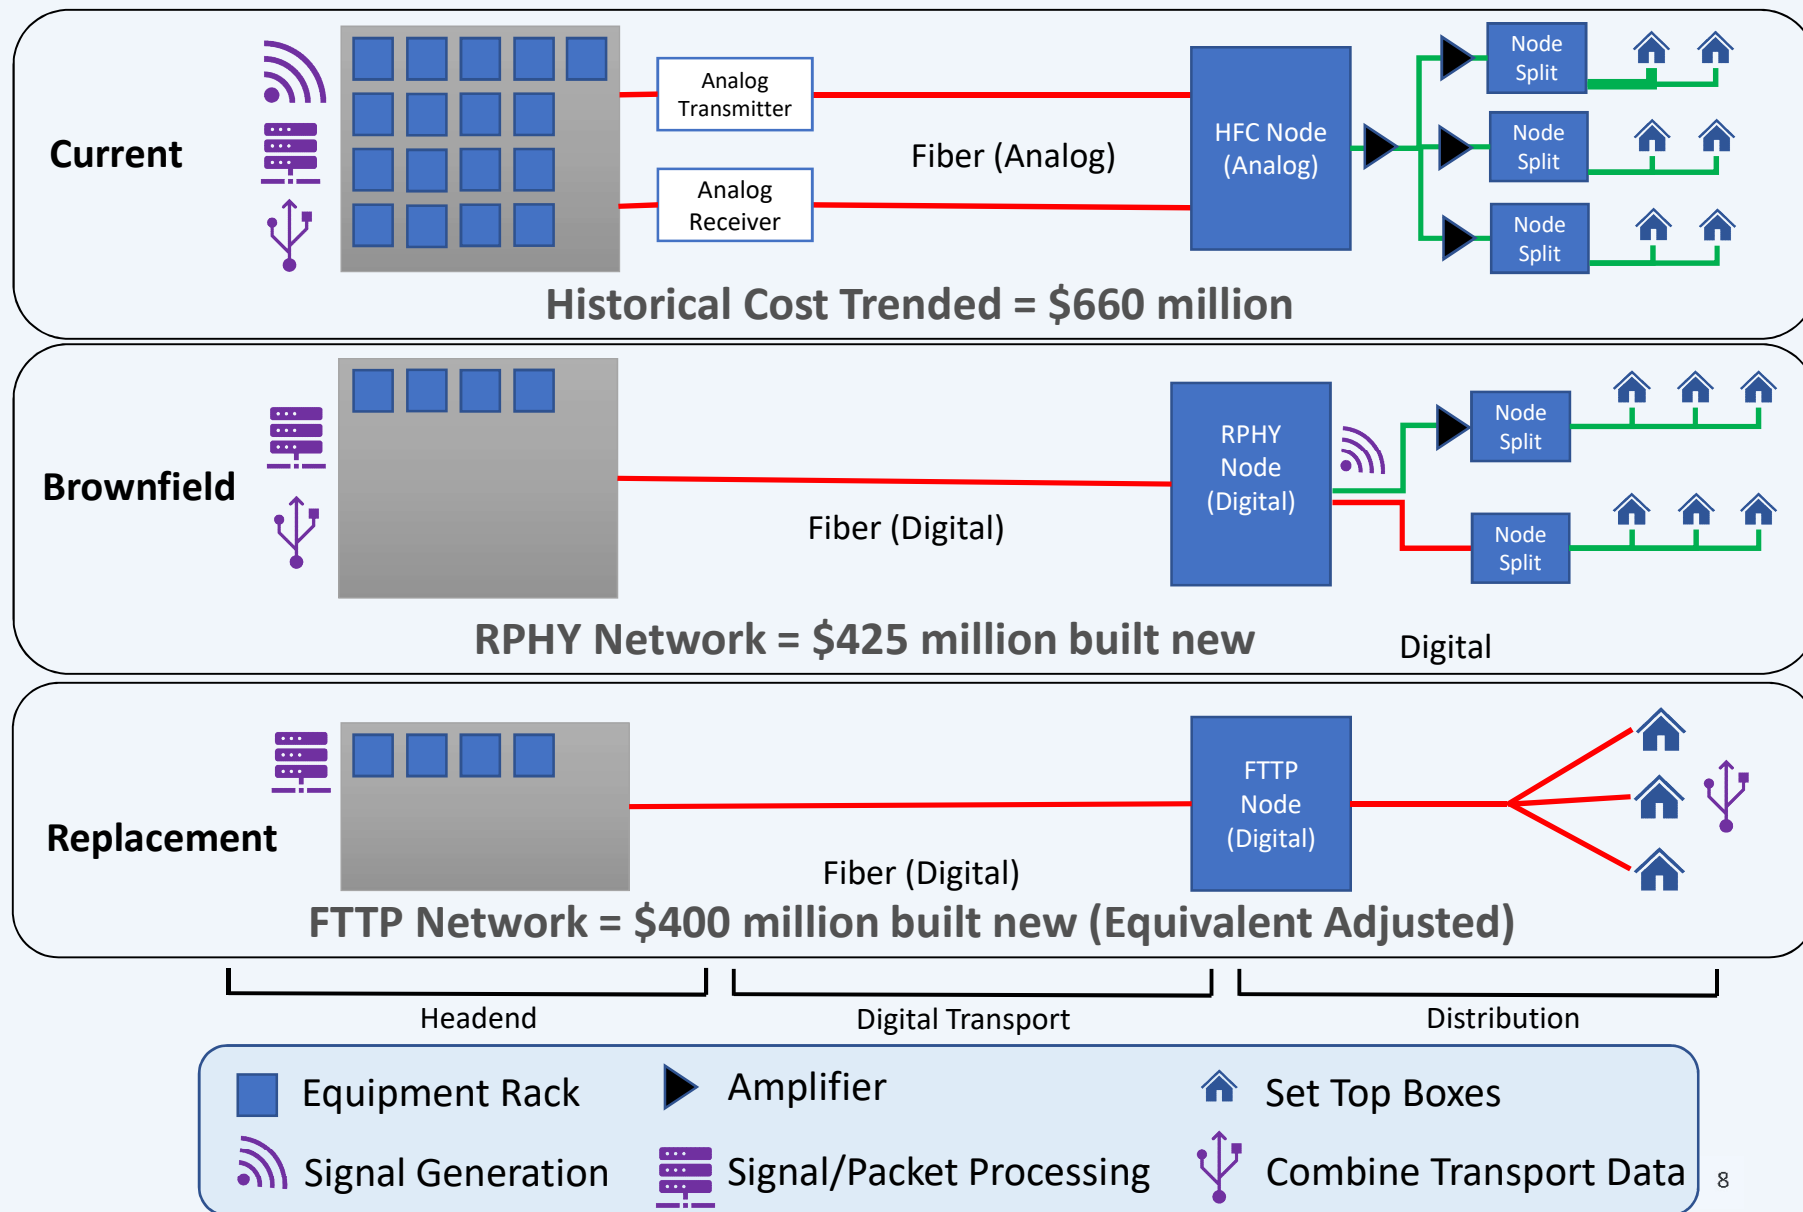 Current
Analog
Transmitter
Fiber (Analog)
Analog
Receiver
HFC Node
(Analog)
Node
Split
Node
Split
Node
Split
Historical Cost Trended = $660 million
Brownfield
Fiber (Digital)
RPHY
Node
(Digital)
Node
Split
Node
Split
RPHY Network = $425 million built new
Digital
Replacement
Fiber (Digital)
FTTP
Node
(Digital)
FTTP Network = $400 million built new (Equivalent Adjusted)
Headend
Digital Transport
Distribution
Equipment Rack
Amplifier
Set Top Boxes
Signal Generation
Signal/Packet Processing
Combine Transport Data
8